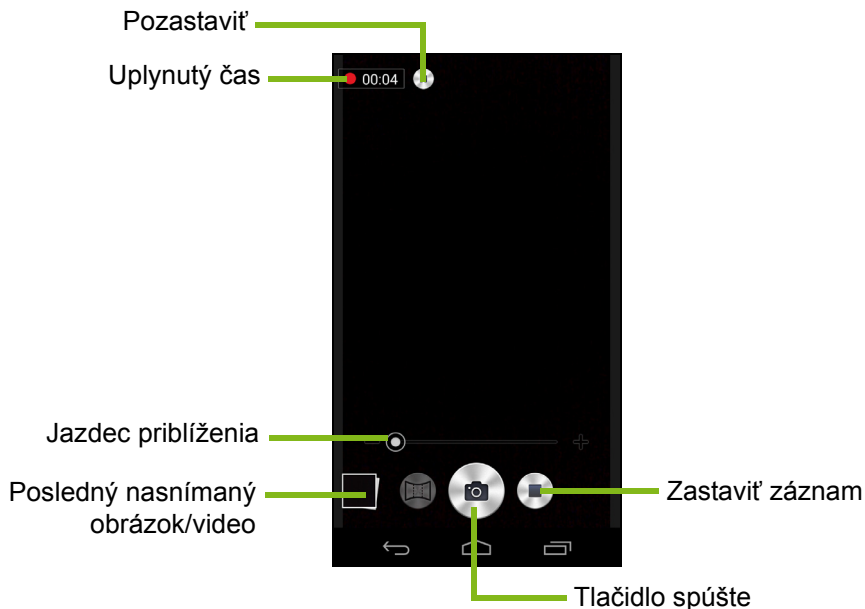 Pozastaviť
Uplynutý čas
00:04
Jazdec priblíženia
Posledný nasnímaný
obrázok/video
Zastaviť záznam
Tlačidlo spúšte